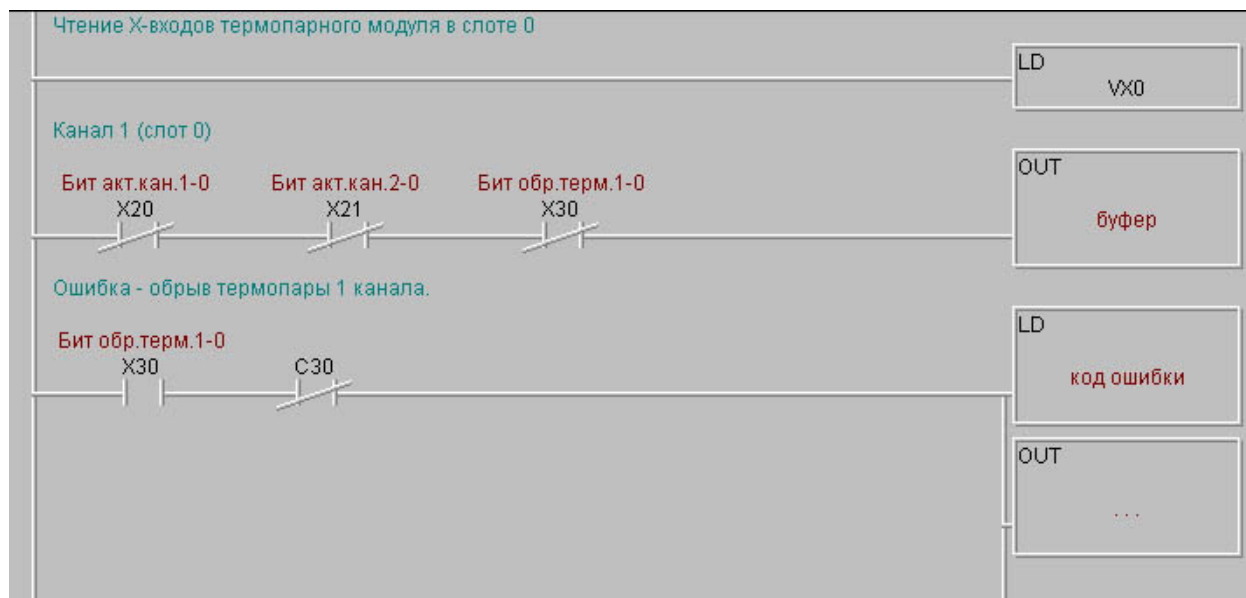 Чтение X-входов термопарного модуля в слоте 0
LD
VX0
Канал 1 (слот 0)
Бит акт.кан.1-0 Бит акт.кан.2-0 Бит обр.терм.1-0
X20 X21 X30
OUT
буфер
Ошибка - обрыв термопары 1 канала.
Бит обр.терм.1-0
X30 C30
LD
код ошибки
OUT
. . .